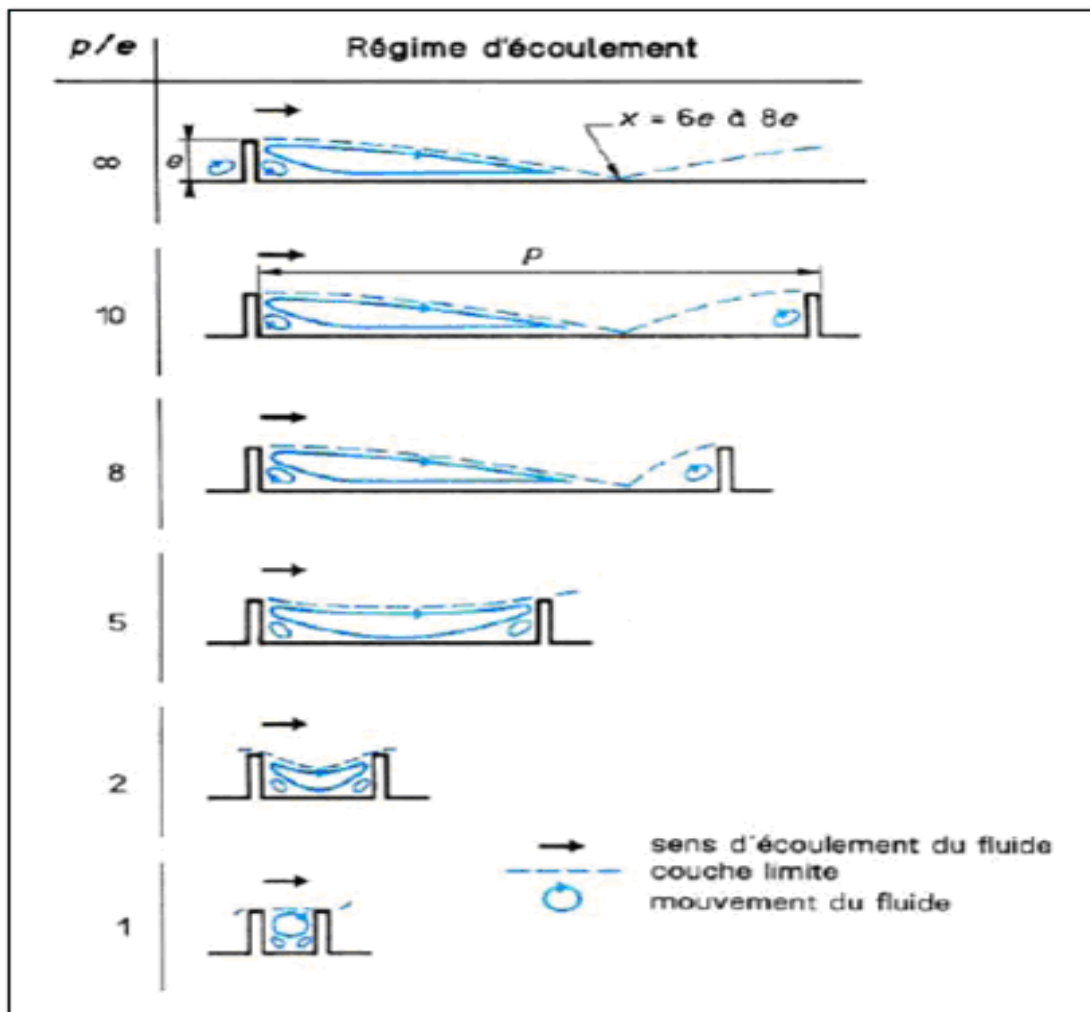 p/e Régime d'écoulement
x = 6e à 8e
∞ e
p
10
8
5
2
sens d'écoulement du fluide
couche limite
mouvement du fluide
1